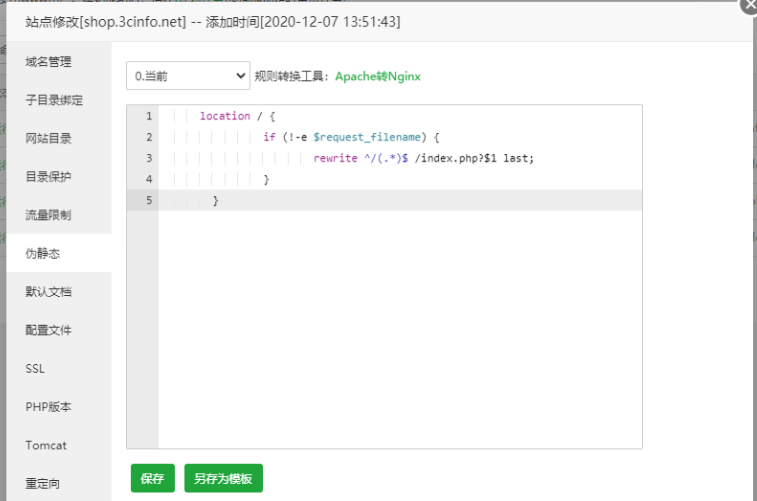 站点修改[shop.3cinfo.net] -- 添加时间[2020-12-07 13:51:43]
域名管理
子目录绑定
网站目录
目录保护
流量限制
伪静态
默认文档
配置文件
SSL
PHP版本
Tomcat
重定向
0.当前 规则转换工具：Apache转Nginx
1 location / {
2 if (!-e $request_filename) {
3 rewrite ^/(.*)$ /index.php?$1 last;
4 }
5 }
保存 另存为模板